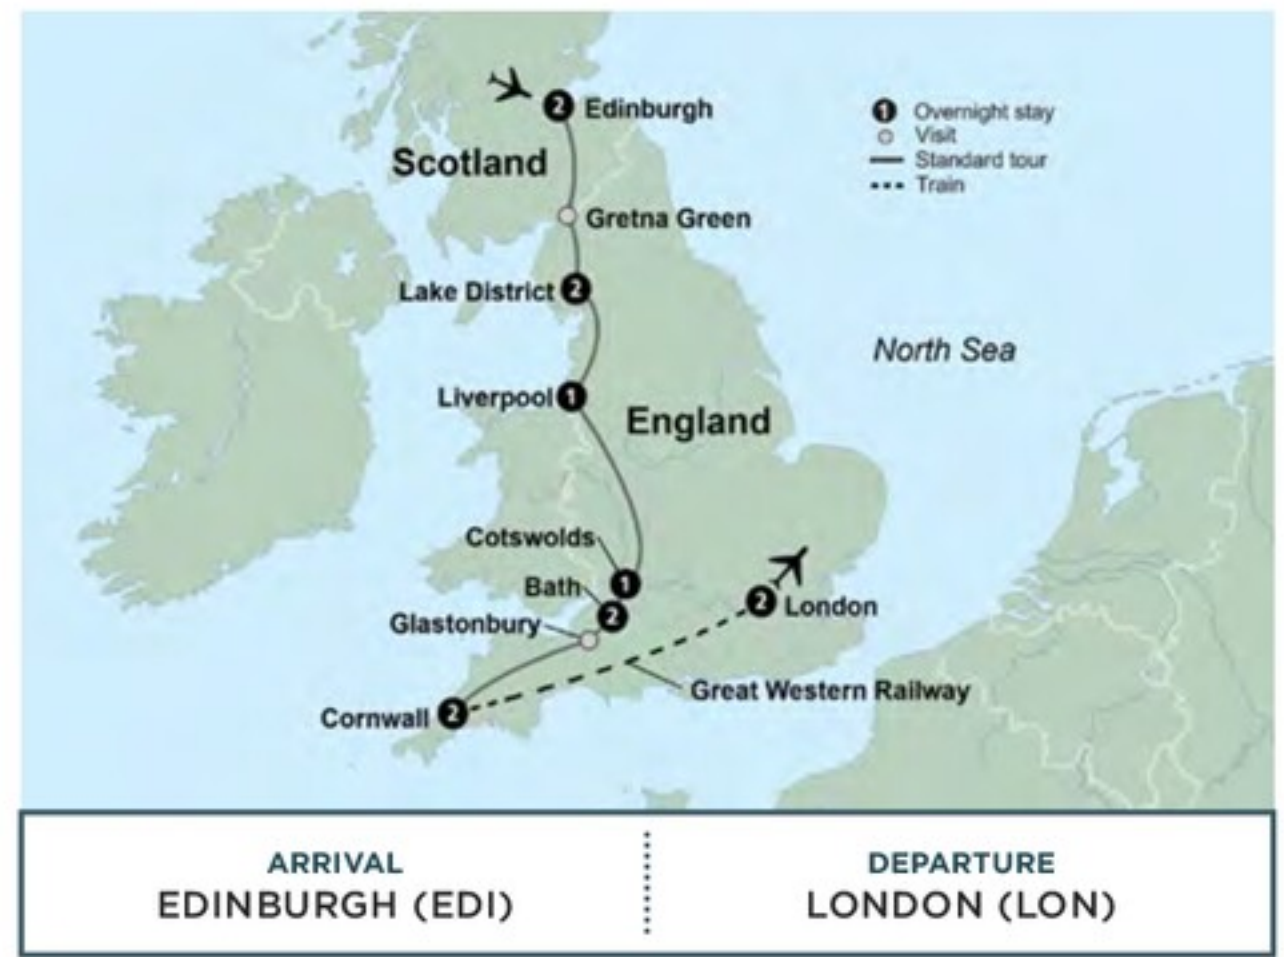 2 Edinburgh
Scotland
Gretna Green
Lake District 2
Liverpool 1
England
North Sea
Cotswolds
1
Bath
2
Glastonbury
2 London
Great Western Railway
Cornwall 2
1 Overnight stay
Visit
Standard tour
Train
ARRIVAL
EDINBURGH (EDI)
DEPARTURE
LONDON (LON)